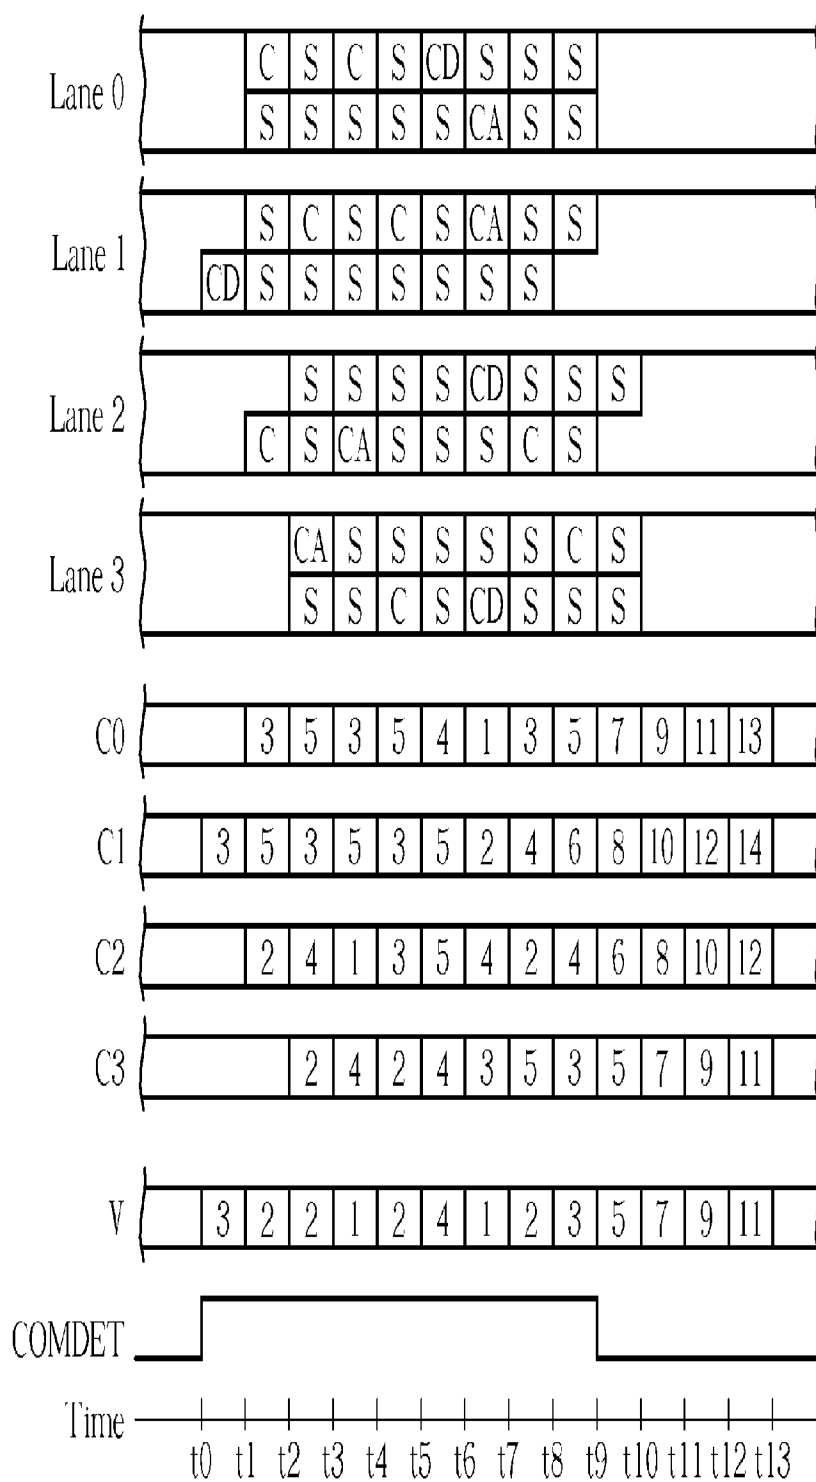 C S C S CD S S S
Lane 0
S S S S S CA S S
S C S C S CA S S
Lane 1
CD S S S S S S S
S S S S CD S S S
Lane 2
C S CA S S S C S
CA S S S S S C S
Lane 3
S S C S CD S S S
C0 3 5 3 5 4 1 3 5 7 9 11 13
C1 3 5 3 5 3 5 2 4 6 8 10 12 14
C2 2 4 1 3 5 4 2 4 6 8 10 12
C3 2 4 2 4 3 5 3 5 7 9 11
V 3 2 2 1 2 4 1 2 3 5 7 9 11
COMDET
Time
t0 t1 t2 t3 t4 t5 t6 t7 t8 t9 t10 t11 t12 t13